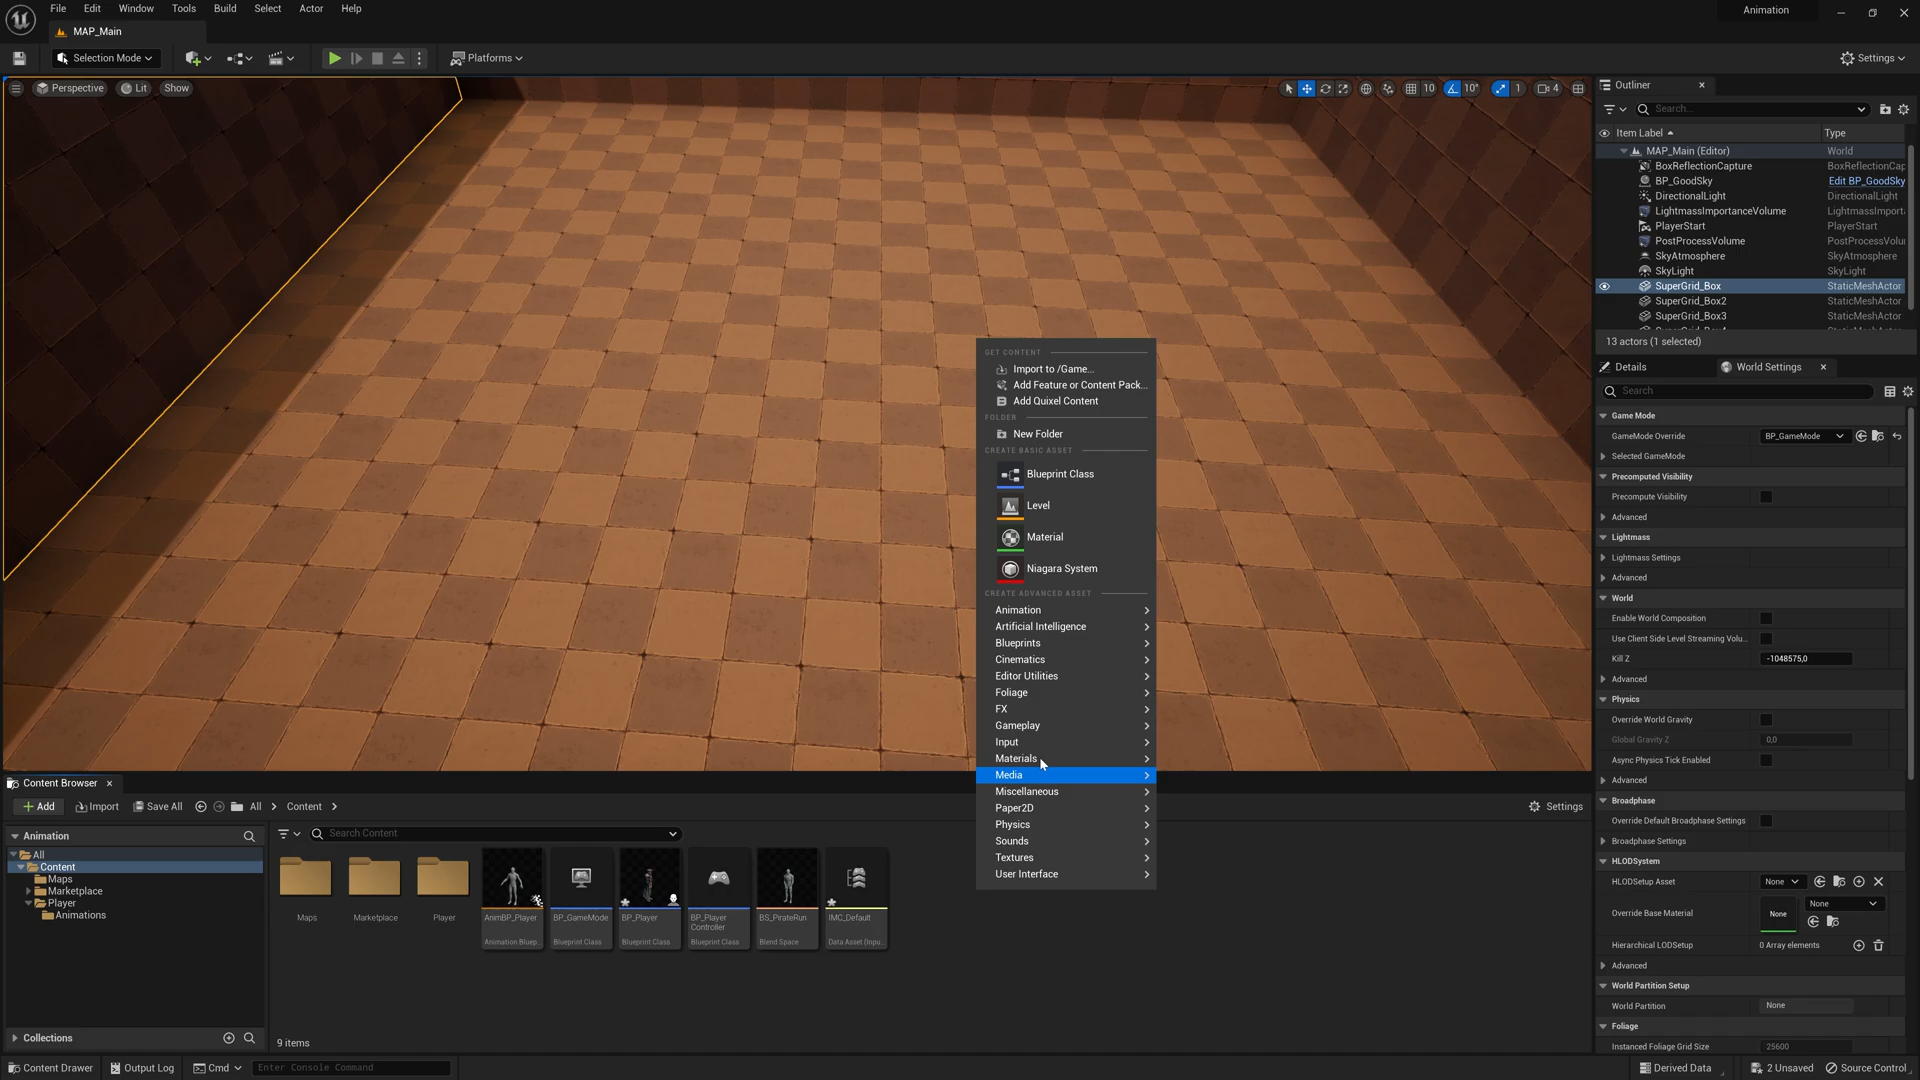 File Edit Window Tools Build Select Actor Help
Animation
MAP_Main
Selection Mode
Platforms
Settings
Perspective Lit Show
10 10° 1 4
Outliner
Search...
Item Label Type
MAP_Main (Editor) World
BoxReflectionCapture BoxReflectionCap
BP_GoodSky Edit BP_GoodSky
DirectionalLight DirectionalLight
LightmassImportanceVolume LightmassImporta
PlayerStart PlayerStart
PostProcessVolume PostProcessVolu
SkyAtmosphere SkyAtmosphere
SkyLight SkyLight
SuperGrid_Box StaticMeshActor
SuperGrid_Box2 StaticMeshActor
SuperGrid_Box3 StaticMeshActor
13 actors (1 selected)
Details World Settings
Search
Game Mode
GameMode Override BP_GameMode
Selected GameMode
Precomputed Visibility
Precompute Visibility
Advanced
Lightmass
Lightmass Settings
Advanced
World
Enable World Composition
Use Client Side Level Streaming Volu...
Kill Z -1048575,0
Advanced
Physics
Override World Gravity
Global Gravity Z 0,0
Async Physics Tick Enabled
Advanced
Broadphase
Override Default Broadphase Settings
Broadphase Settings
HLODSystem
HLODSetup Asset None
Override Base Material None None
Hierarchical LODSetup 0 Array elements
Advanced
World Partition Setup
World Partition None
Foliage
Instanced Foliage Grid Size 25600
GET CONTENT
Import to /Game...
Add Feature or Content Pack...
Add Quixel Content
FOLDER
New Folder
CREATE BASIC ASSET
Blueprint Class
Level
Material
Niagara System
CREATE ADVANCED ASSET
Animation
Artificial Intelligence
Blueprints
Cinematics
Editor Utilities
Foliage
FX
Gameplay
Input
Materials
Media
Miscellaneous
Paper2D
Physics
Sounds
Textures
User Interface
Content Browser
Add Import Save All All Content
Settings
Animation
All
Content
Maps
Marketplace
Player
Animations
Collections
Search Content
Maps
Marketplace
Player
AnimBP_Player
Animation Bluep...
BP_GameMode
Blueprint Class
BP_Player
Blueprint Class
BP_Player
Controller
Blueprint Class
BS_PirateRun
Blend Space
IMC_Default
Data Asset (Inpu...
9 items
Content Drawer Output Log Cmd Enter Console Command
Derived Data 2 Unsaved Source Control